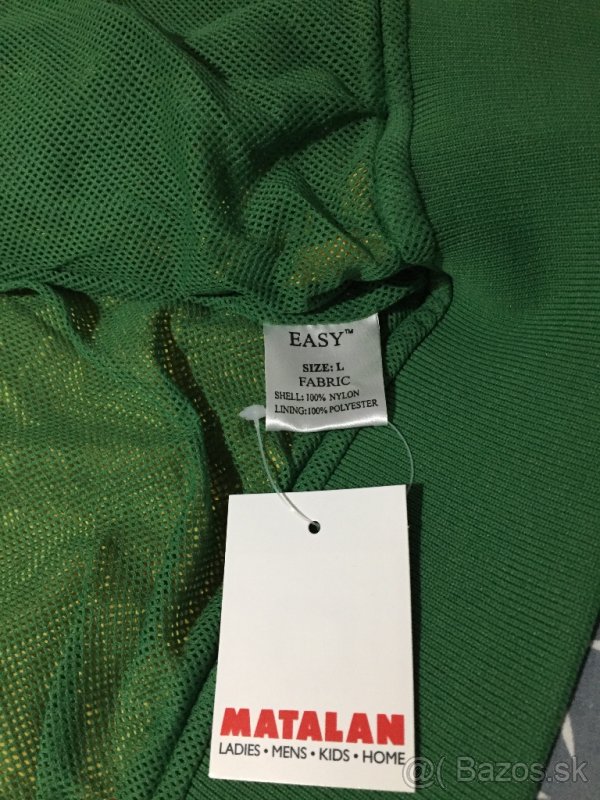 EASY™
SIZE: L
FABRIC
SHELL: 100% NYLON
LINING:100% POLYESTER
MATALAN
LADIES • MENS • KIDS • HOME
@( Bazos.sk